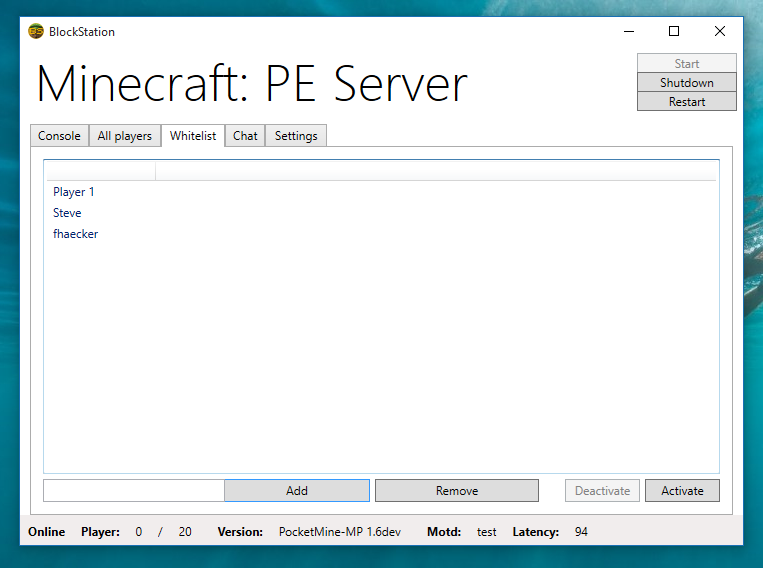 BlockStation
Minecraft: PE Server
Start
Shutdown
Restart
Console All players Whitelist Chat Settings
Player 1
Steve
fhaecker
Add Remove Deactivate Activate
Online Player: 0 / 20 Version: PocketMine-MP 1.6dev Motd: test Latency: 94